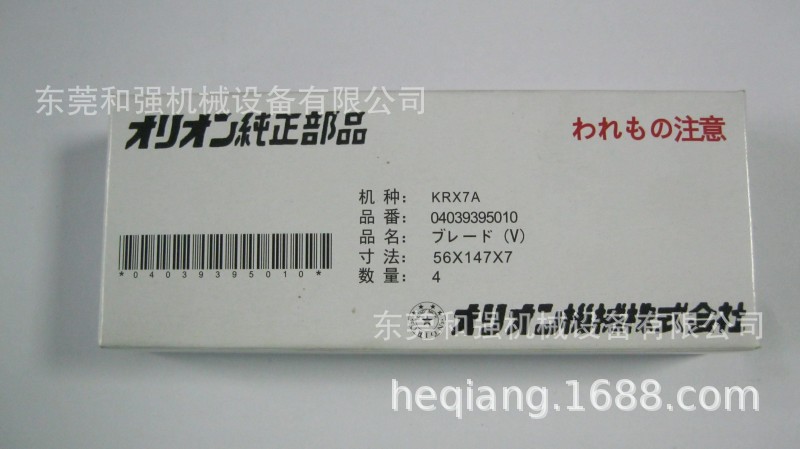 东莞和强机械设备有限公司
オリオン純正部品
われもの注意
机 种： KRX7A
品 番： 04039395010
品 名： ブレード（V）
寸 法： 56X147X7
数 量： 4
*04039395010*
オリオン機械株式会社
东莞和强机械设备有限公司
heqiang.1688.com